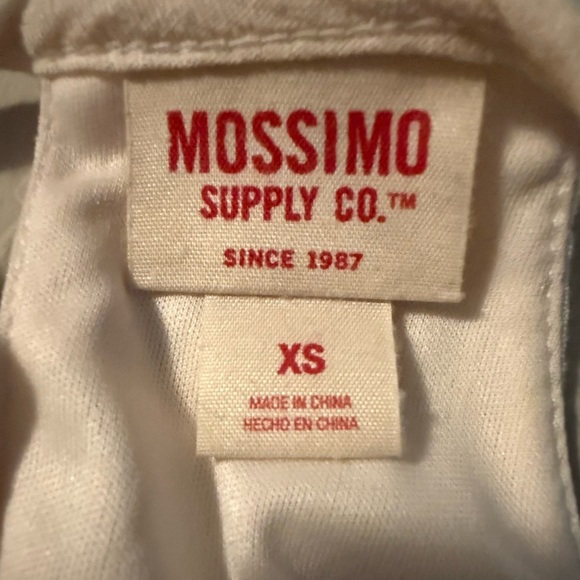 MOSSIMO
SUPPLY CO.™
SINCE 1987
XS
MADE IN CHINA
HECHO EN CHINA